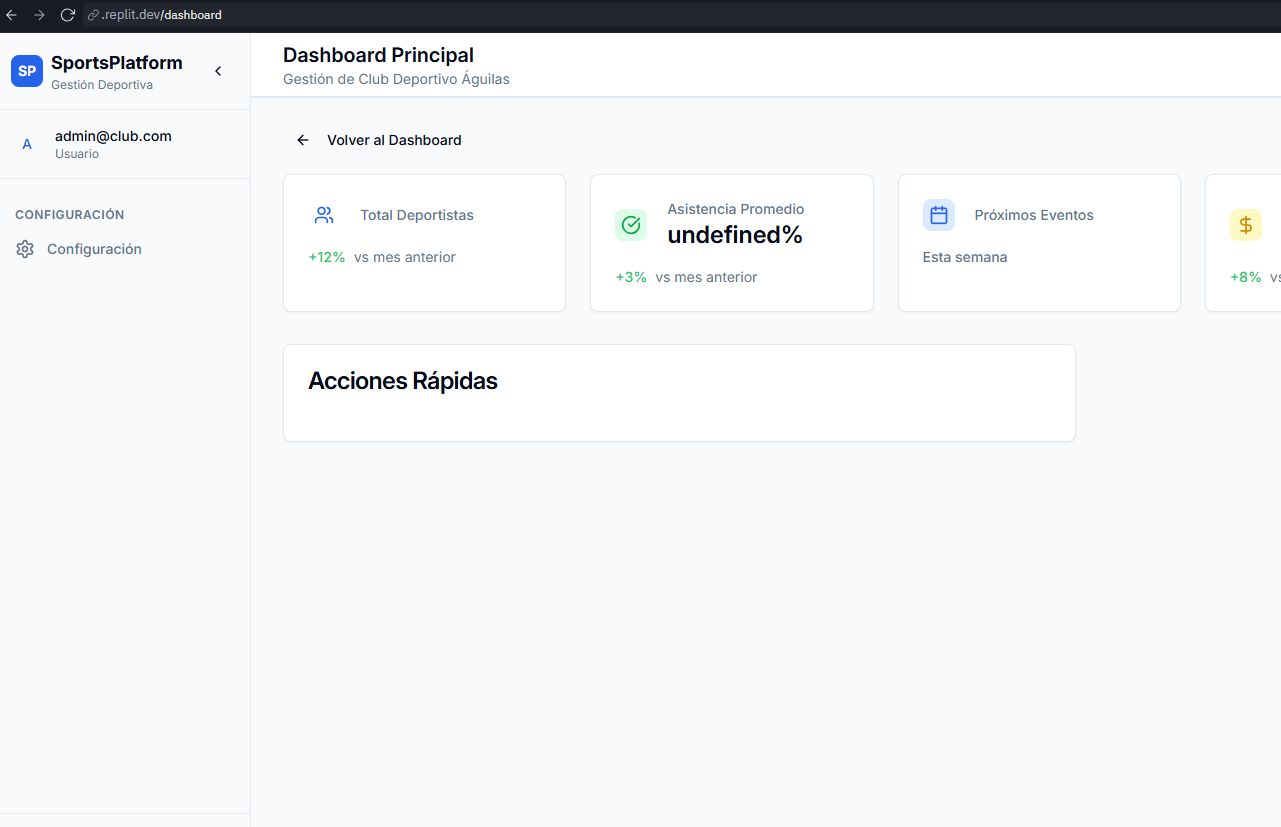 .replit.dev/dashboard
SP
SportsPlatform
Gestión Deportiva
A
admin@club.com
Usuario
CONFIGURACIÓN
Configuración
Dashboard Principal
Gestión de Club Deportivo Águilas
Volver al Dashboard
Total Deportistas
+12% vs mes anterior
Asistencia Promedio
undefined%
+3% vs mes anterior
Próximos Eventos
Esta semana
$
+8% vs
Acciones Rápidas